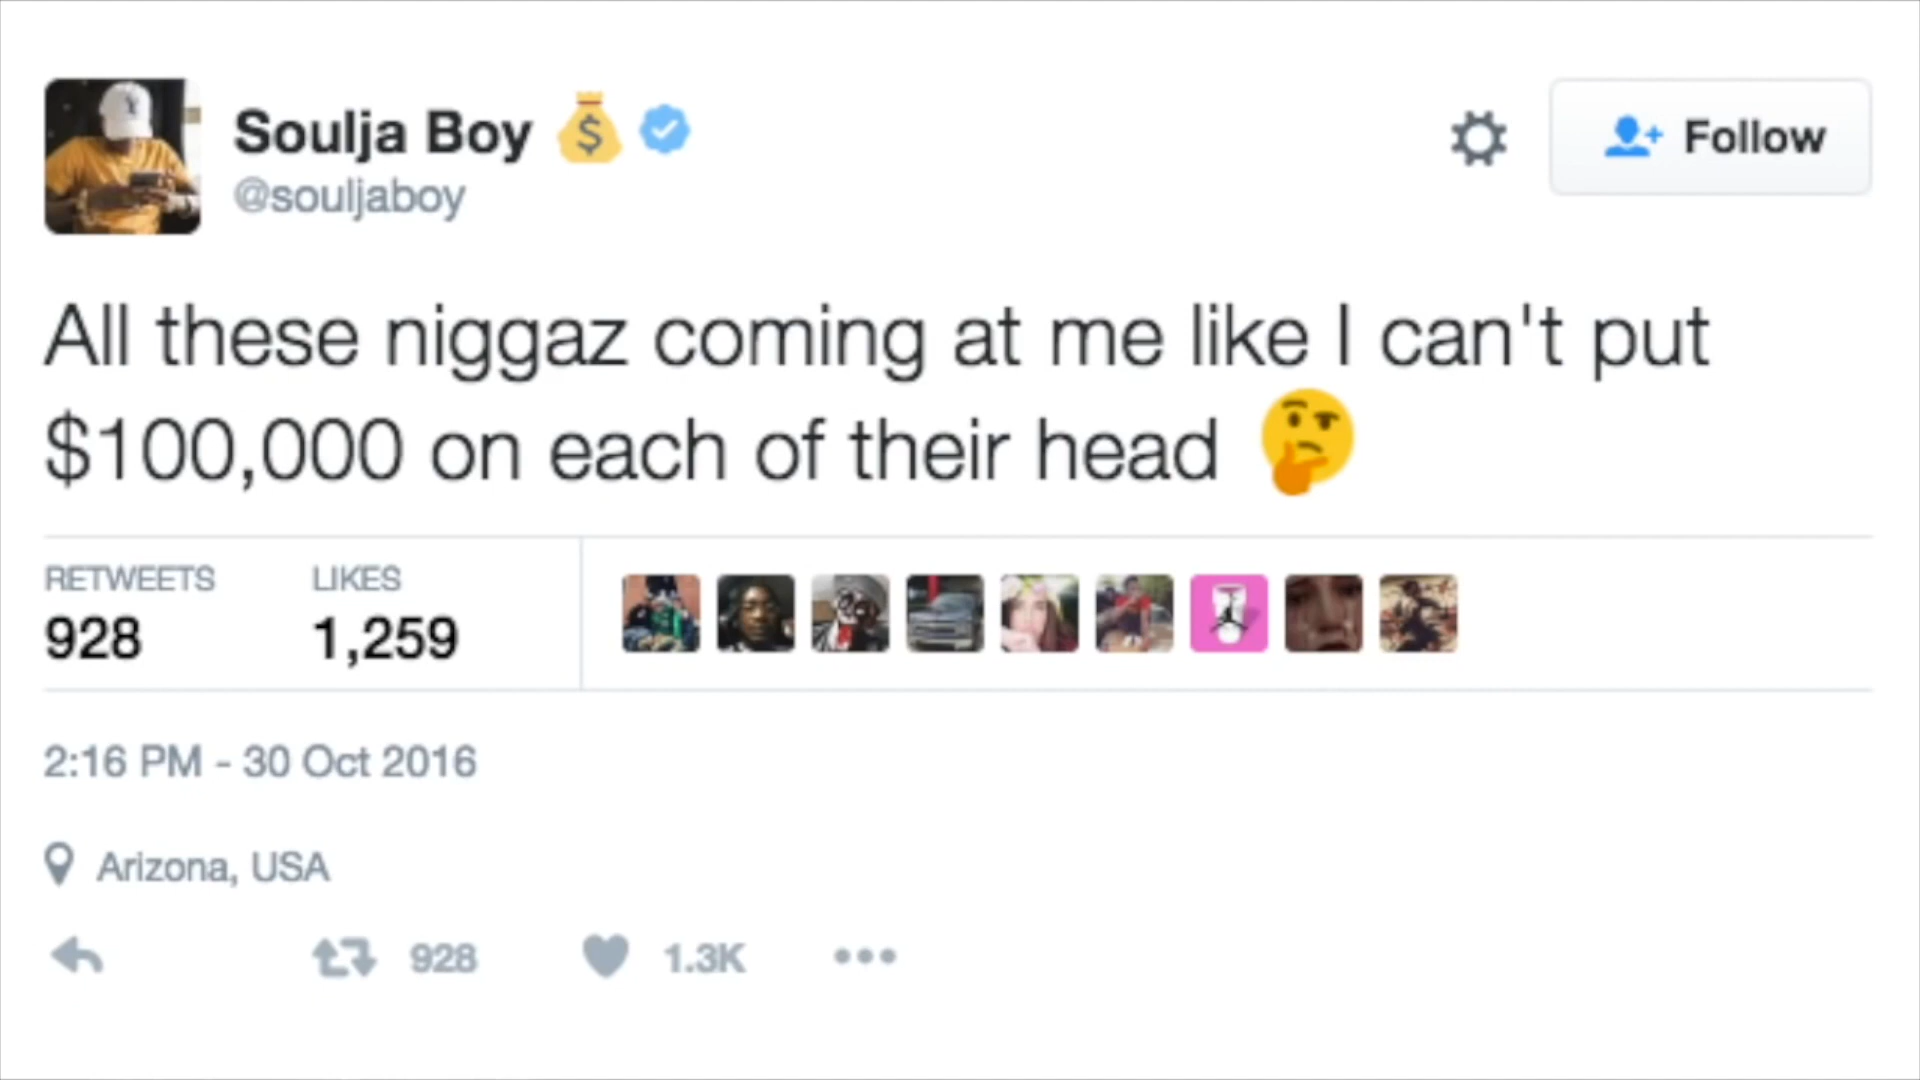 Soulja Boy 💰
@souljaboy
Follow
All these niggaz coming at me like I can't put
$100,000 on each of their head 🤔
RETWEETS LIKES
928 1,259
2:16 PM - 30 Oct 2016
Arizona, USA
928 1.3K